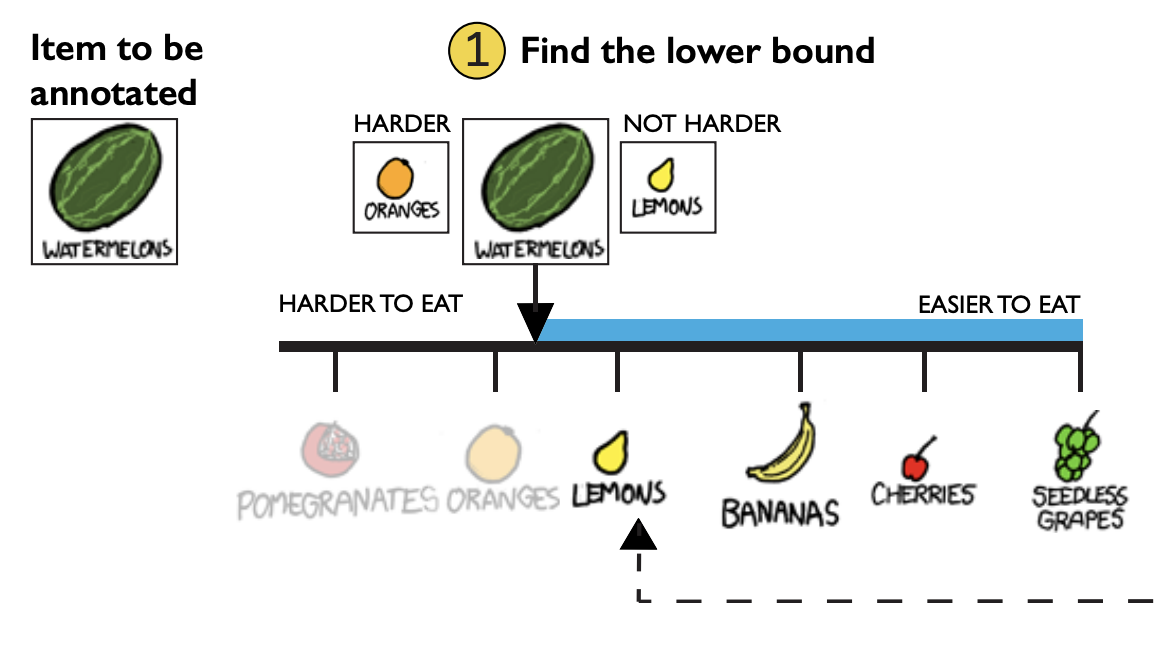 Item to be
annotated
1 Find the lower bound
HARDER
NOT HARDER
ORANGES
WATERMELONS
LEMONS
WATERMELONS
HARDER TO EAT
EASIER TO EAT
POMEGRANATES
ORANGES
LEMONS
BANANAS
CHERRIES
SEEDLESS
GRAPES